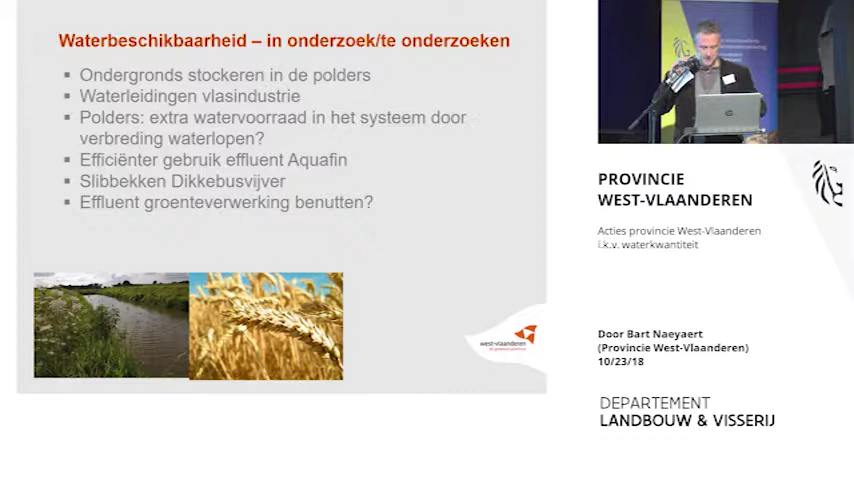 Waterbeschikbaarheid – in onderzoek/te onderzoeken
▪ Ondergronds stockeren in de polders
▪ Waterleidingen vlasindustrie
▪ Polders: extra watervoorraad in het systeem door
verbreding waterlopen?
▪ Efficiënter gebruik effluent Aquafin
▪ Slibbekken Dikkebusvijver
▪ Effluent groenteverwerking benutten?
west-vlaanderen
PROVINCIE
WEST-VLAANDEREN
Acties provincie West-Vlaanderen
i.k.v. waterkwantiteit
Door Bart Naeyaert
(Provincie West-Vlaanderen)
10/23/18
DEPARTEMENT
LANDBOUW & VISSERIJ